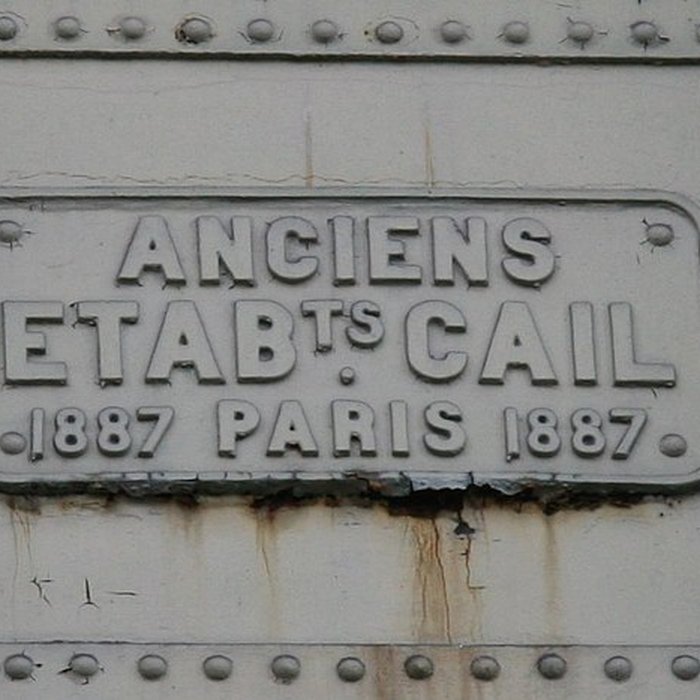 ANCIENS
ETABTS. CAIL
1887 PARIS 1887